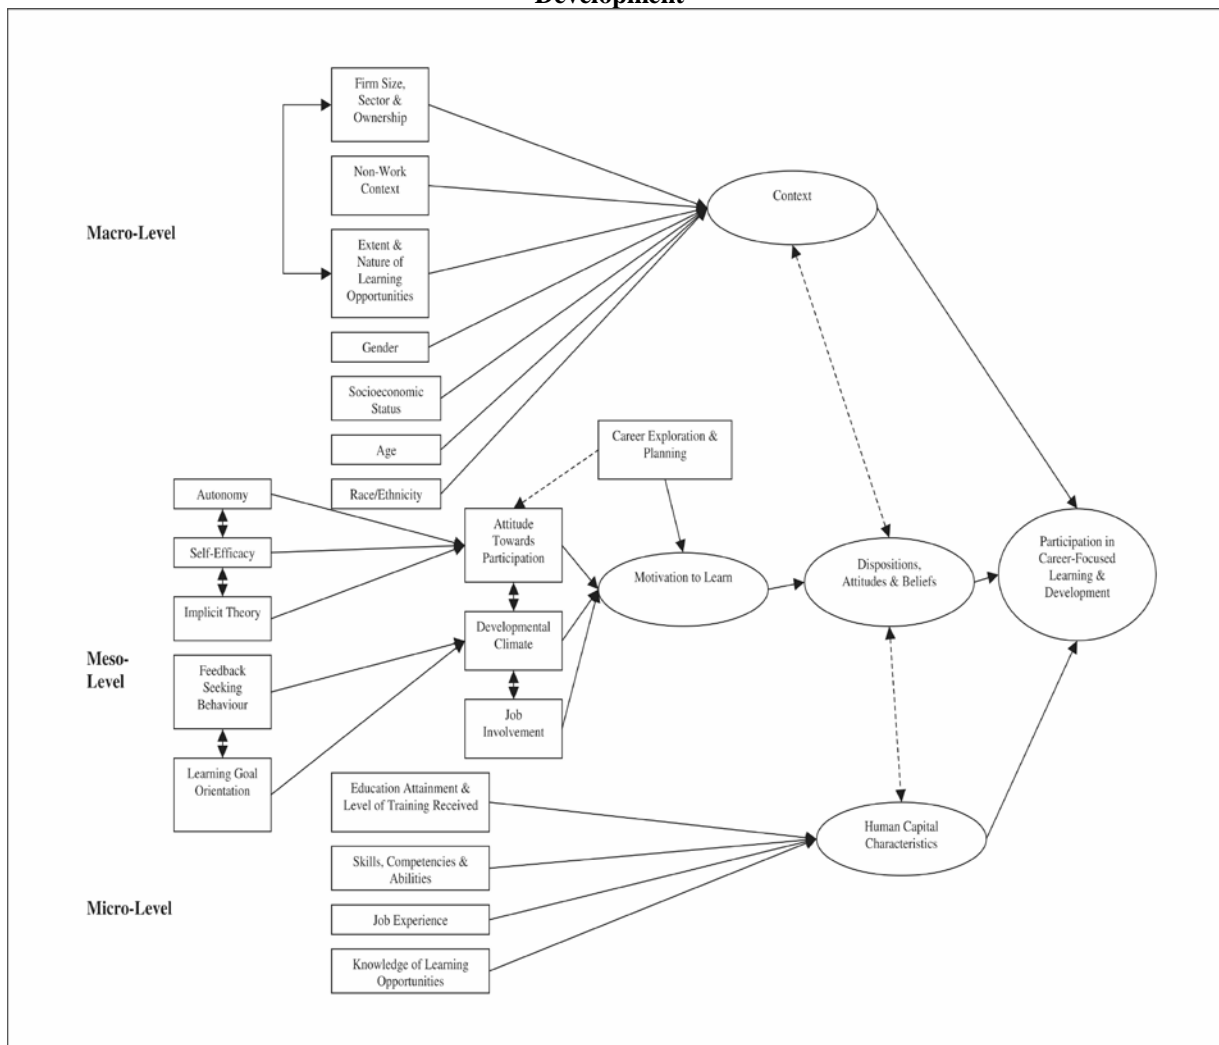 Development
Firm Size,
Sector &
Ownership
Non-Work
Context
Context
Macro-Level
Extent &
Nature of
Learning
Opportunities
Gender
Socioeconomic
Status
Age
Race/Ethnicity
Career Exploration &
Planning
Autonomy
Self-Efficacy
Implicit Theory
Attitude
Towards
Participation
Motivation to Learn
Dispositions,
Attitudes & Beliefs
Participation in
Career-Focused
Learning &
Development
Developmental
Climate
Meso-
Level
Feedback
Seeking
Behaviour
Job
Involvement
Learning Goal
Orientation
Education Attainment &
Level of Training Received
Human Capital
Characteristics
Skills, Competencies &
Abilities
Micro-Level
Job Experience
Knowledge of Learning
Opportunities